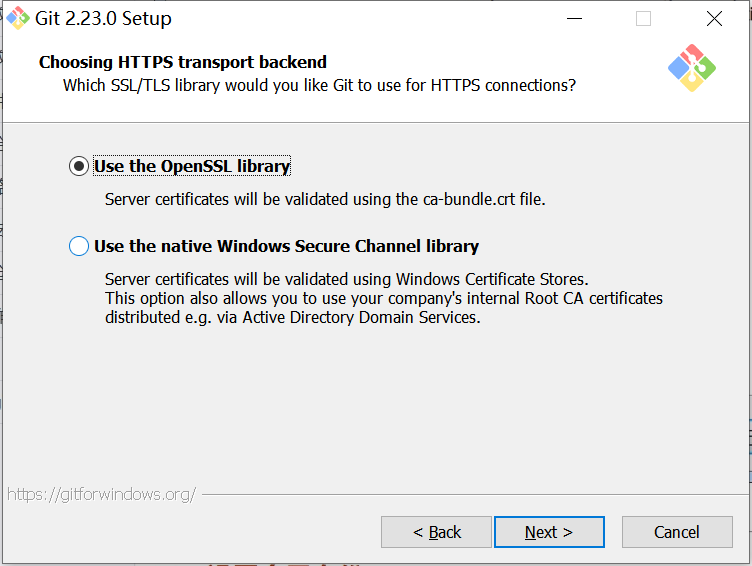 Git 2.23.0 Setup
Choosing HTTPS transport backend
Which SSL/TLS library would you like Git to use for HTTPS connections?
Use the OpenSSL library
Server certificates will be validated using the ca-bundle.crt file.
Use the native Windows Secure Channel library
Server certificates will be validated using Windows Certificate Stores.
This option also allows you to use your company's internal Root CA certificates
distributed e.g. via Active Directory Domain Services.
https://gitforwindows.org/
< Back
Next >
Cancel